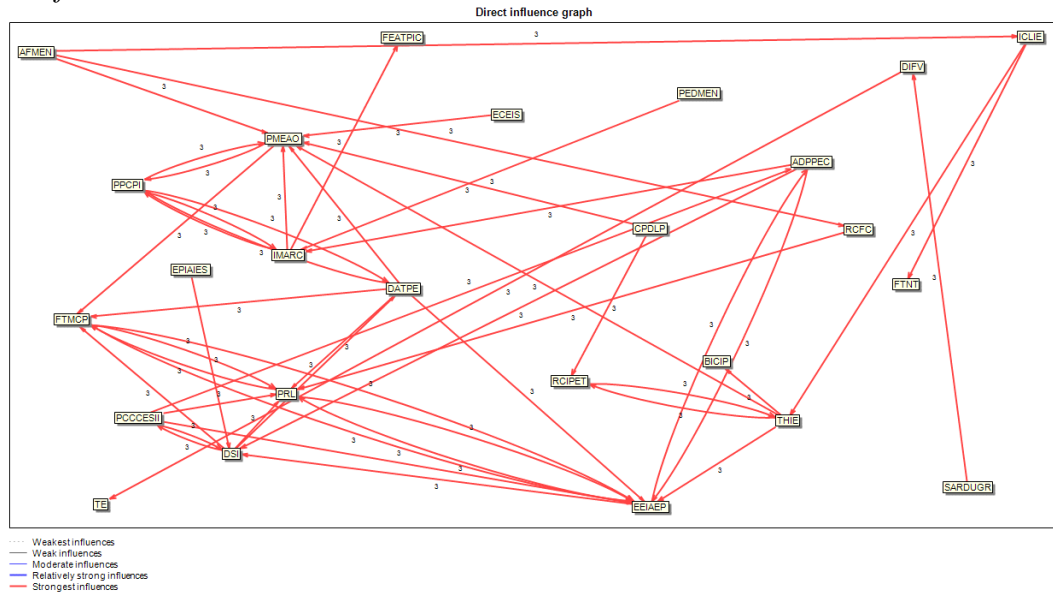 Direct influence graph
FEATPIC
3
ICLIE
AFMEN
DIFV
3
PEDMEN
ECEIS
3
3
3
PMEAO
3
3
3
ADPPEC
3
3
3
3
PPCPI
3
3
3
3
3
3
CPDLP
RCFC
3
3
3
3
IMARC
EPIAIES
3
3
DATPE
FTNT
3
3
3
FTMCP
3
3
3
3
3
3
BICIP
3
3
RCIPET
3
3
PRL
3
3
3
PCCCESII
3
3
THIE
3
3
3
DSI
3
3
3
3
3
SARDUGR
TE
EEIAEP
Weakest influences
Weak influences
Moderate influences
Relatively strong influences
Strongest influences